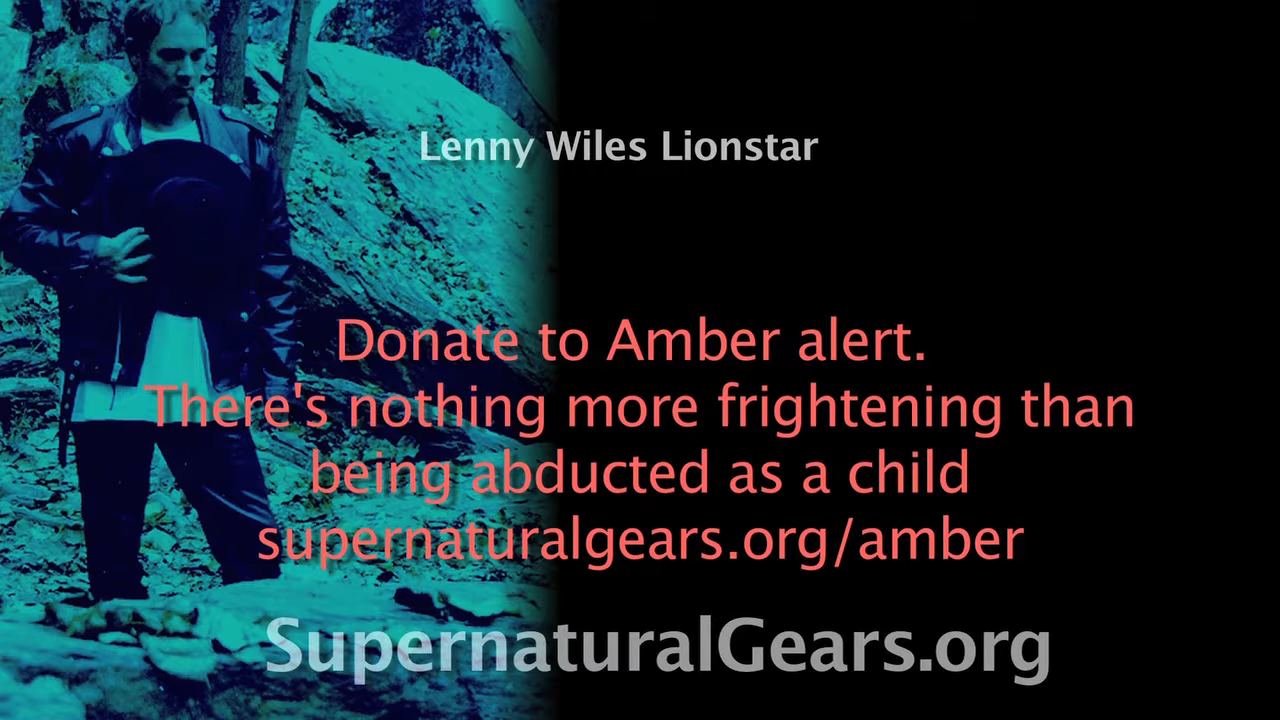 Lenny Wiles Lionstar
Donate to Amber alert.
There's nothing more frightening than
being abducted as a child
supernaturalgears.org/amber
SupernaturalGears.org